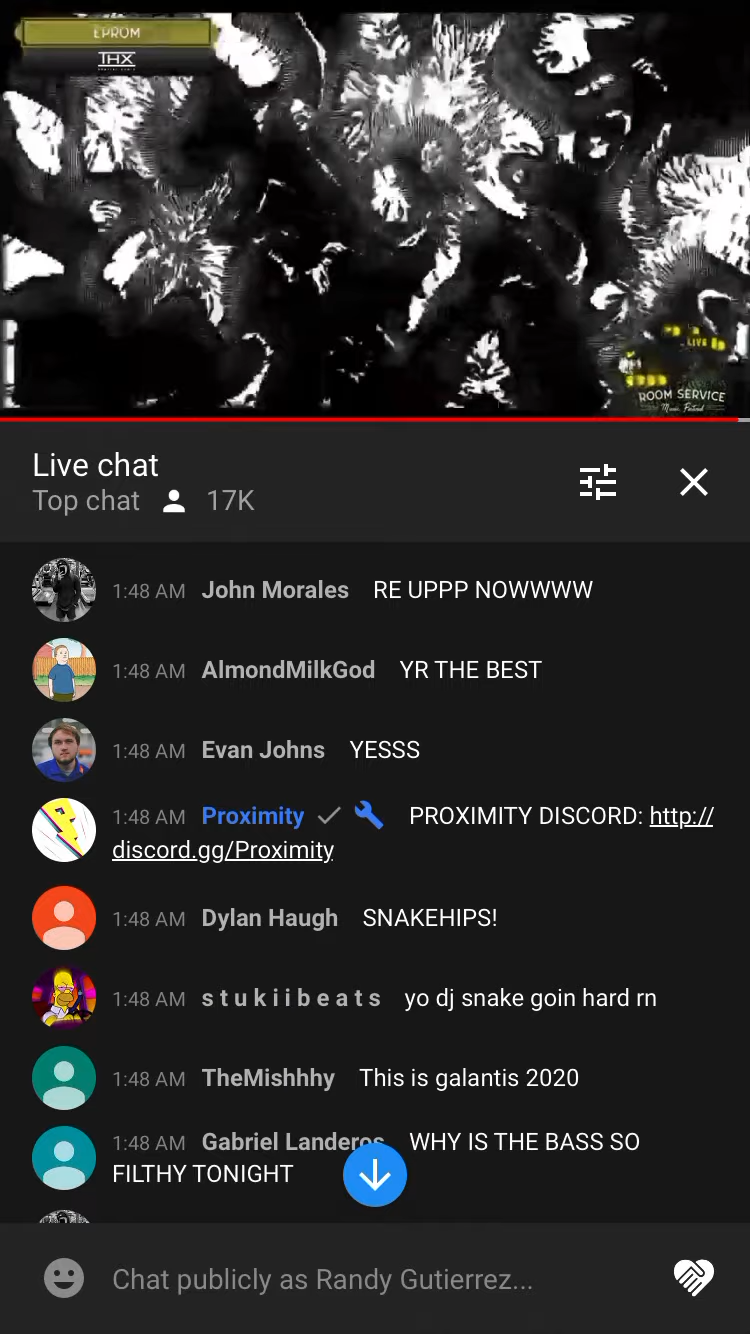 EPROM
THX
LIVE
ROOM SERVICE
Music Festival
Live chat
Top chat 17K
1:48 AM John Morales RE UPPP NOWWWW
1:48 AM AlmondMilkGod YR THE BEST
1:48 AM Evan Johns YESSS
1:48 AM Proximity PROXIMITY DISCORD: http://
discord.gg/Proximity
1:48 AM Dylan Haugh SNAKEHIPS!
1:48 AM s t u k i i b e a t s yo dj snake goin hard rn
1:48 AM TheMishhhy This is galantis 2020
1:48 AM Gabriel Landeros WHY IS THE BASS SO
FILTHY TONIGHT
Chat publicly as Randy Gutierrez...